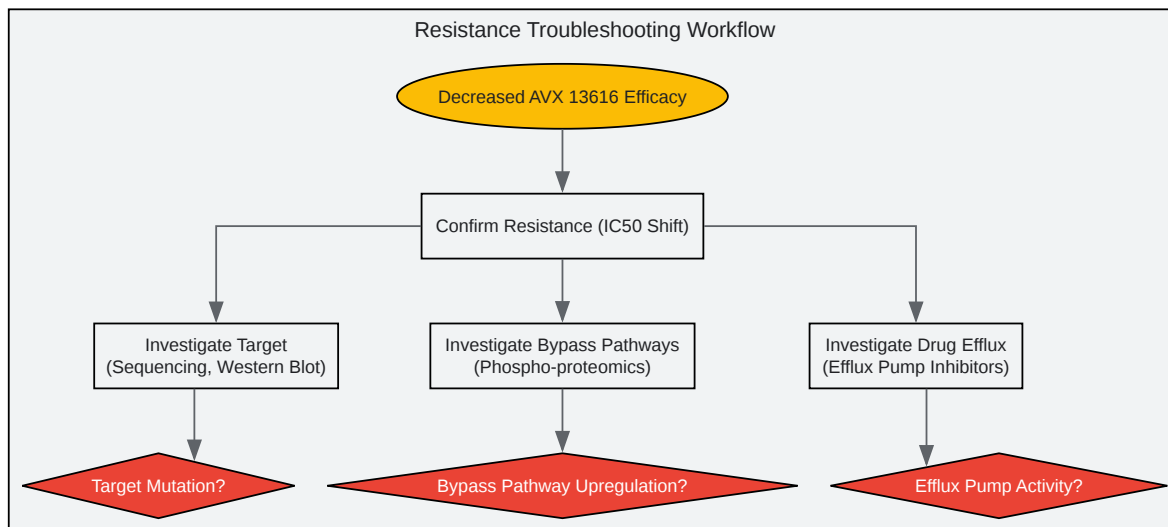 Resistance Troubleshooting Workflow
Decreased AVX 13616 Efficacy
Confirm Resistance (IC50 Shift)
Investigate Target
(Sequencing, Western Blot)
Investigate Bypass Pathways
(Phospho-proteomics)
Investigate Drug Efflux
(Efflux Pump Inhibitors)
Target Mutation?
Bypass Pathway Upregulation?
Efflux Pump Activity?